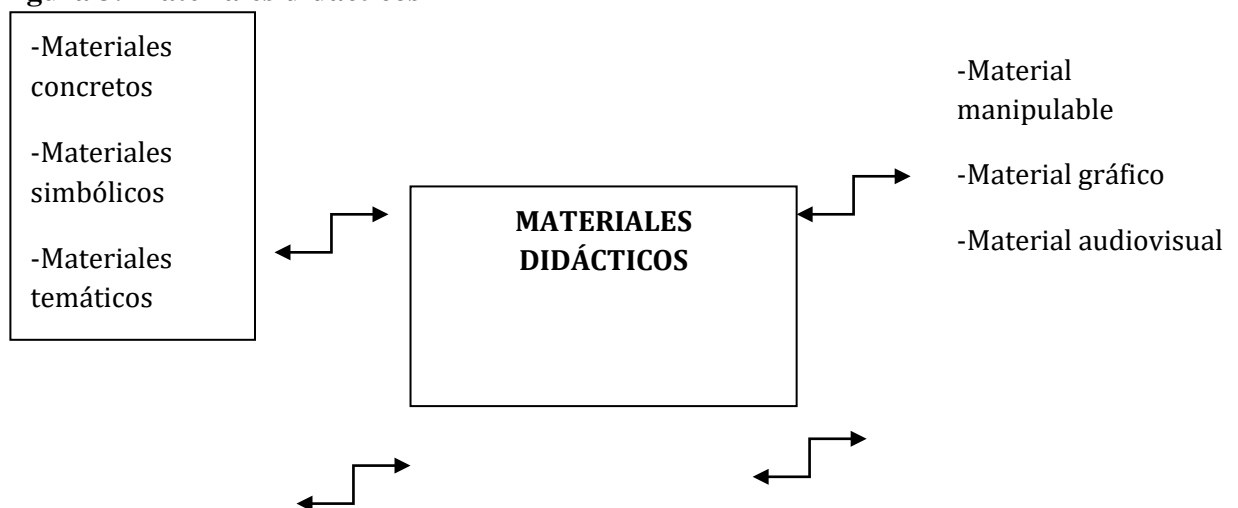 -Materiales
concretos
-Materiales
simbólicos
-Materiales
temáticos
MATERIALES
DIDÁCTICOS
-Material
manipulable
-Material gráfico
-Material audiovisual